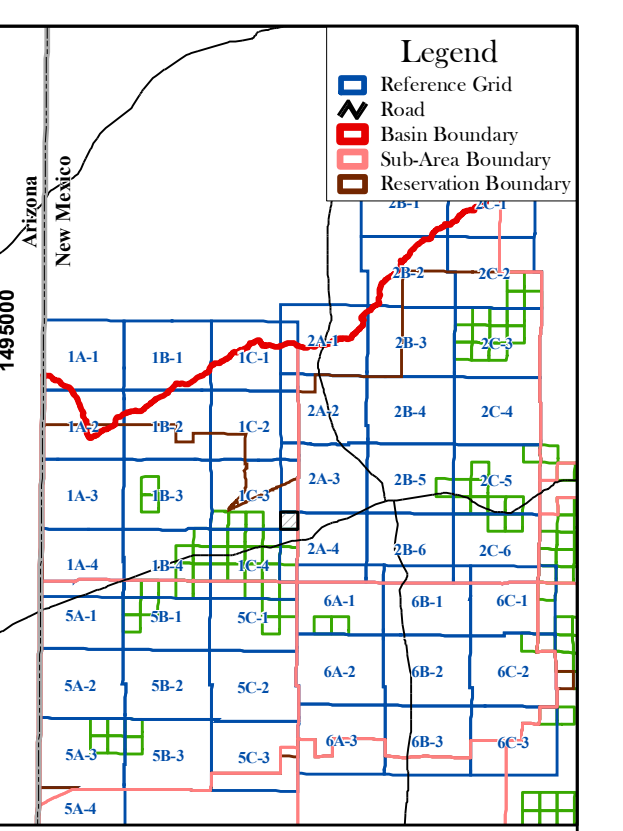 Legend
Reference Grid
Road
Basin Boundary
Sub-Area Boundary
Reservation Boundary
Arizona
New Mexico
1495000
2B-1 2C-1
2B-2 2C-2
2A-1 2B-3 2C-3
1A-1 1B-1 1C-1
2A-2 2B-4 2C-4
1A-2 1B-2 1C-2
2A-3 2B-5 2C-5
1A-3 1B-3 1C-3
2A-4 2B-6 2C-6
1A-4 1B-4 1C-4
6A-1 6B-1 6C-1
5A-1 5B-1 5C-1
6A-2 6B-2 6C-2
5A-2 5B-2 5C-2
6A-3 6B-3 6C-3
5A-3 5B-3 5C-3
5A-4